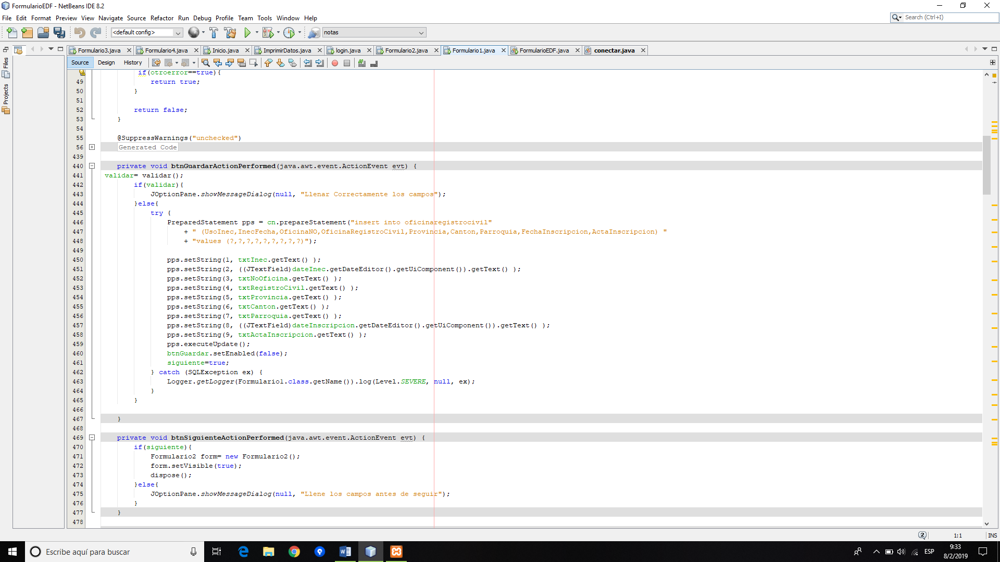 FormularioEDF - NetBeans IDE 8.2
File Edit Format Preview View Navigate Source Refactor Run Debug Profile Team Tools Window Help
Search (Ctrl+I)
<default config>
notas
Formulario3.java Formulario4.java Inicio.java ImprimirDatos.java login.java Formulario2.java Formulario1.java FormularioEDF.java conectar.java
Source Design History
Files
Projects
if(otroerror==true){
49 return true;
50 }
51
52 return false;
53 }
54
55 @SuppressWarnings("unchecked")
56 Generated Code
439
440 private void btnGuardarActionPerformed(java.awt.event.ActionEvent evt) {
441 validar= validar();
442 if(validar){
443 JOptionPane.showMessageDialog(null, "Llenar Correctamente los campos");
444 }else{
445 try {
446 PreparedStatement pps = cn.prepareStatement("insert into oficinaregistrocivil"
447 + " (UsoInec,InecFecha,OficinaNO,OficinaRegistroCivil,Provincia,Canton,Parroquia,FechaInscripcion,ActaInscripcion) "
448 + "values (?,?,?,?,?,?,?,?,?)");
449
450 pps.setString(1, txtInec.getText() );
451 pps.setString(2, ((JTextField)dateInec.getDateEditor().getUiComponent()).getText() );
452 pps.setString(3, txtNoOficina.getText() );
453 pps.setString(4, txtRegistroCivil.getText() );
454 pps.setString(5, txtProvincia.getText() );
455 pps.setString(6, txtCanton.getText() );
456 pps.setString(7, txtParroquia.getText() );
457 pps.setString(8, ((JTextField)dateInscripcion.getDateEditor().getUiComponent()).getText() );
458 pps.setString(9, txtActaInscripcion.getText() );
459 pps.executeUpdate();
460 btnGuardar.setEnabled(false);
461 siguiente=true;
462 } catch (SQLException ex) {
463 Logger.getLogger(Formulario1.class.getName()).log(Level.SEVERE, null, ex);
464 }
465 }
466
467 }
468
469 private void btnSiguienteActionPerformed(java.awt.event.ActionEvent evt) {
470 if(siguiente){
471 Formulario2 form= new Formulario2();
472 form.setVisible(true);
473 dispose();
474 }else{
475 JOptionPane.showMessageDialog(null, "Llene los campos antes de seguir");
476 }
477 }
478
2 1:1 INS
Escribe aquí para buscar
ESP
9:33
8/2/2019